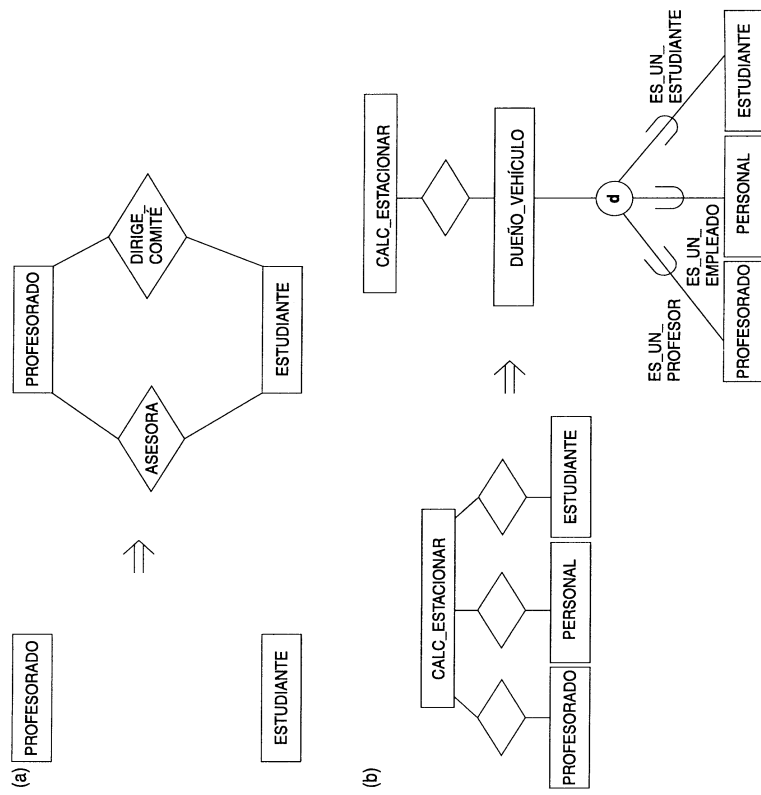 (a)
PROFESORADO
ESTUDIANTE
PROFESORADO
ASESORA
DIRIGE_
COMITÉ
ESTUDIANTE
(b)
CALC_ESTACIONAR
PROFESORADO
PERSONAL
ESTUDIANTE
CALC_ESTACIONAR
DUEÑO_VEHÍCULO
d
ES_UN_
PROFESOR
ES_UN_
EMPLEADO
ES_UN_
ESTUDIANTE
PROFESORADO
PERSONAL
ESTUDIANTE